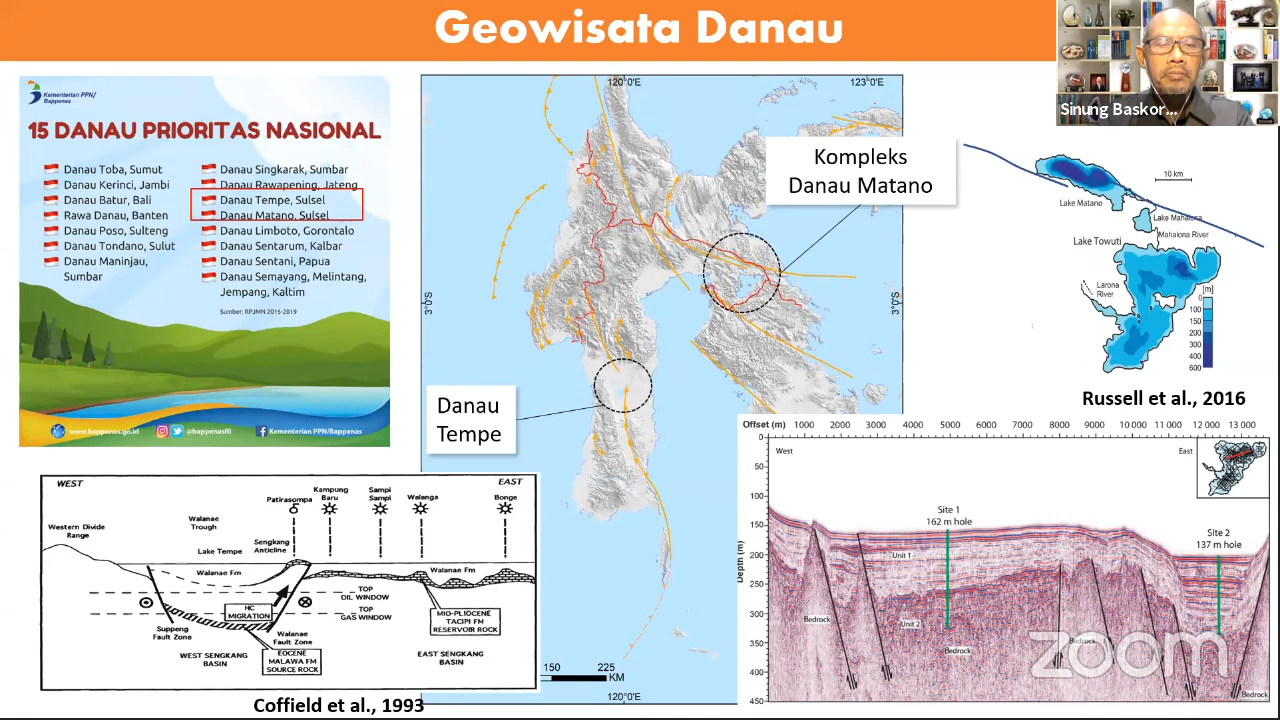 Geowisata Danau
Sinung Baskor...
Kementerian PPN/
Bappenas
15 DANAU PRIORITAS NASIONAL
Danau Toba, Sumut
Danau Kerinci, Jambi
Danau Batur, Bali
Rawa Danau, Banten
Danau Poso, Sulteng
Danau Tondano, Sulut
Danau Maninjau,
Sumbar
Danau Singkarak, Sumbar
Danau Rawapening, Jateng
Danau Tempe, Sulsel
Danau Matano, Sulsel
Danau Limboto, Gorontalo
Danau Sentarum, Kalbar
Danau Sentani, Papua
Danau Semayang, Melintang,
Jempang, Kaltim
Sumber: RPJMN 2015-2019
www.bappenas.go.id
@bappenasRI
Kementerian PPN/Bappenas
120°0'E
123°0'E
3°0'S
3°0'S
Kompleks
Danau Matano
Danau
Tempe
150 225
KM
120°0'E
10 km
Lake Matano
Lake Mahalona
Mahalona River
Lake Towuti
Larona
River
[m]
0
100
150
200
300
400
600
Russell et al., 2016
WEST
EAST
Patirasompa
Kampung
Baru
Sampi
Sampi
Walanga
Bonge
Western Divide
Range
Walanae
Trough
Lake Tempe
Sengkang
Anticline
Walanae Fm
Walanae Fm
TOP
OIL WINDOW
TOP
GAS WINDOW
HC
MIGRATION
MIO-PLIOCENE
TACIPI FM
RESERVOIR ROCK
Suppeng
Fault Zone
Walanae
Fault Zone
WEST SENGKANG
BASIN
EOCENE
MALAWA FM
SOURCE ROCK
EAST SENGKANG
BASIN
Coffield et al., 1993
Offset (m) 1000 2000 3000 4000 5000 6000 7000 8000 9000 10 000 11 000 12 000 13 000
0
50
100
150
200
250
300
350
400
450
Depth (m)
West
East
Site 1
162 m hole
Site 2
137 m hole
Unit 1
Unit 2
Bedrock
Bedrock
Bedrock
Bedrock
zoom